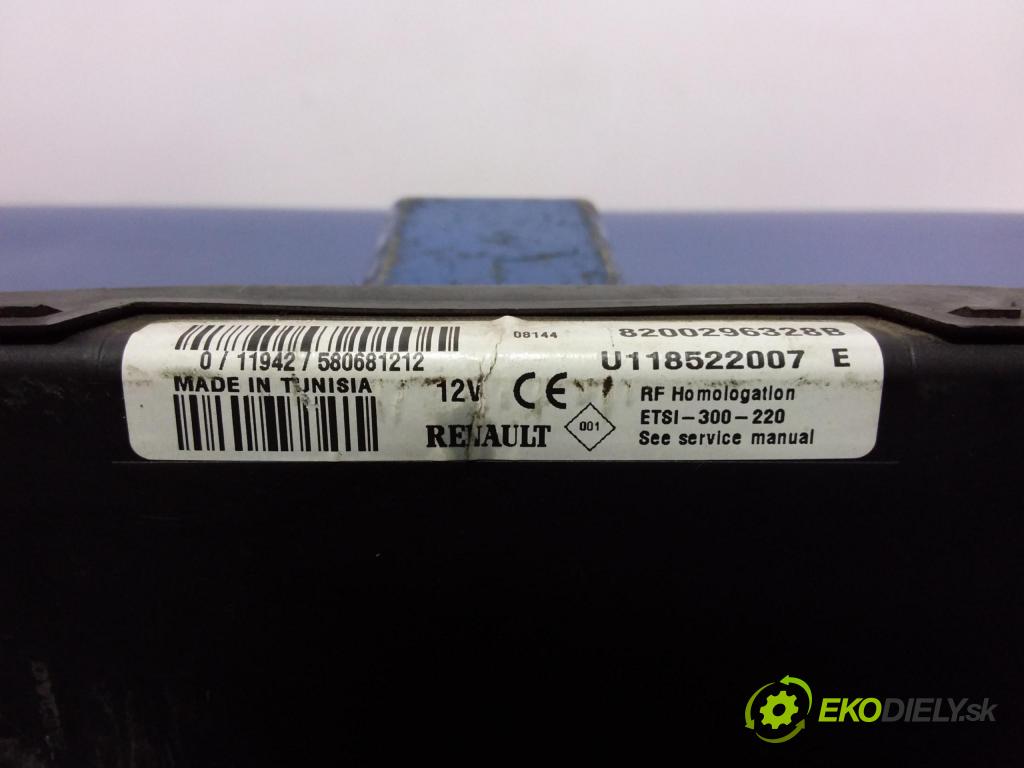 08144 8200296328B
0 / 11942 / 580681212 U118522007 E
MADE IN TUNISIA 12V CE RF Homologation
001 ETSI-300-220
RENAULT See service manual
EKODIELY.sk